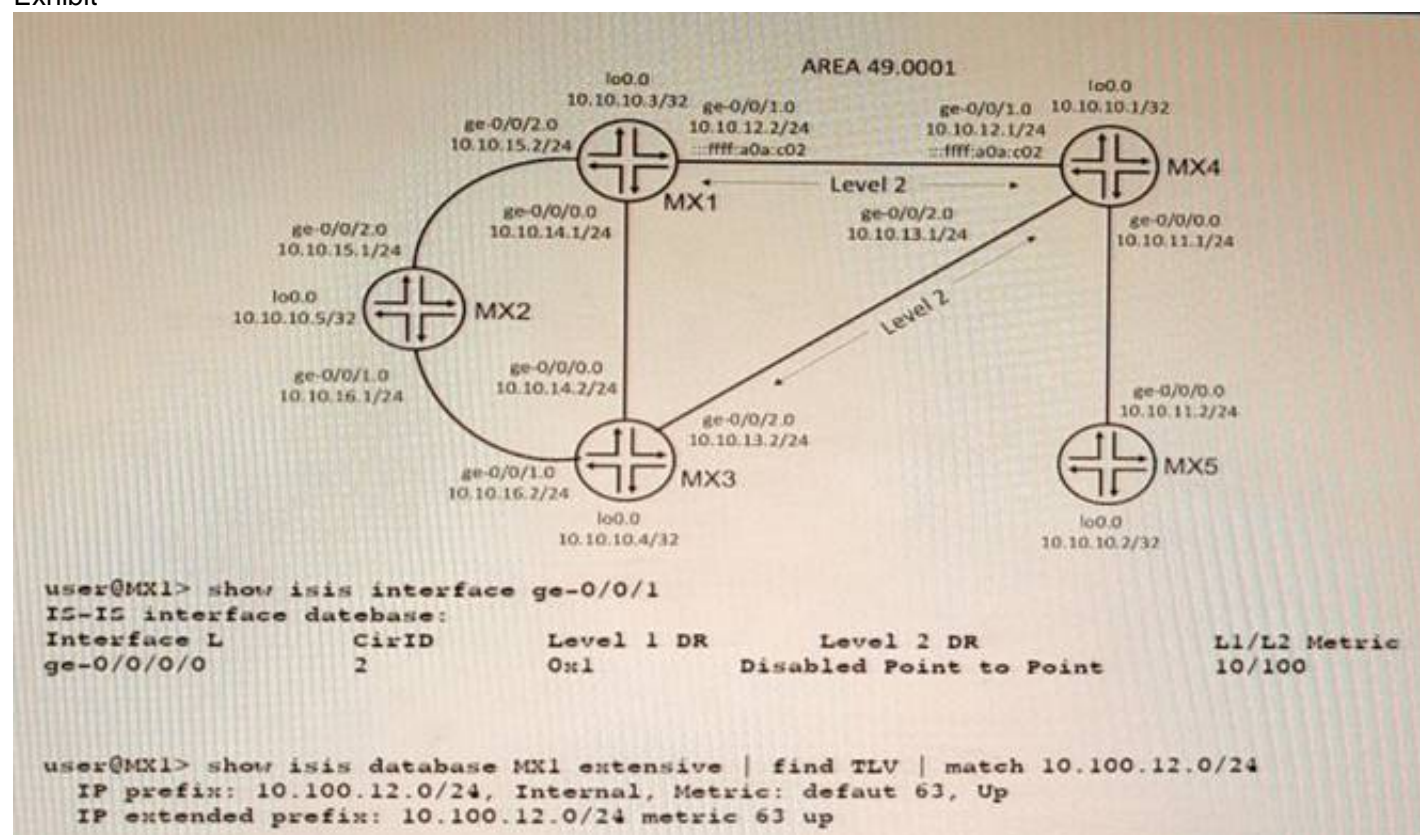 Exhibit
AREA 49.0001
lo0.0
10.10.10.3/32
ge-0/0/1.0
10.10.12.2/24
:::ffff:a0a:c02
ge-0/0/1.0
10.10.12.1/24
:::ffff:a0a:c02
lo0.0
10.10.10.1/32
ge-0/0/2.0
10.10.15.2/24
MX4
Level 2
MX1
ge-0/0/0.0
10.10.14.1/24
ge-0/0/2.0
10.10.13.1/24
ge-0/0/0.0
10.10.11.1/24
ge-0/0/2.0
10.10.15.1/24
lo0.0
10.10.10.5/32
MX2
Level 2
ge-0/0/1.0
10.10.16.1/24
ge-0/0/0.0
10.10.14.2/24
ge-0/0/0.0
10.10.11.2/24
ge-0/0/2.0
10.10.13.2/24
ge-0/0/1.0
10.10.16.2/24
MX3
MX5
lo0.0
10.10.10.4/32
lo0.0
10.10.10.2/32
user@MX1> show isis interface ge-0/0/1
IS-IS interface datebase:
Interface L CirID Level 1 DR Level 2 DR L1/L2 Metric
ge-0/0/0/0 2 0x1 Disabled Point to Point 10/100
user@MX1> show isis database MX1 extensive | find TLV | match 10.100.12.0/24
IP prefix: 10.100.12.0/24, Internal, Metric: defaut 63, Up
IP extended prefix: 10.100.12.0/24 metric 63 up